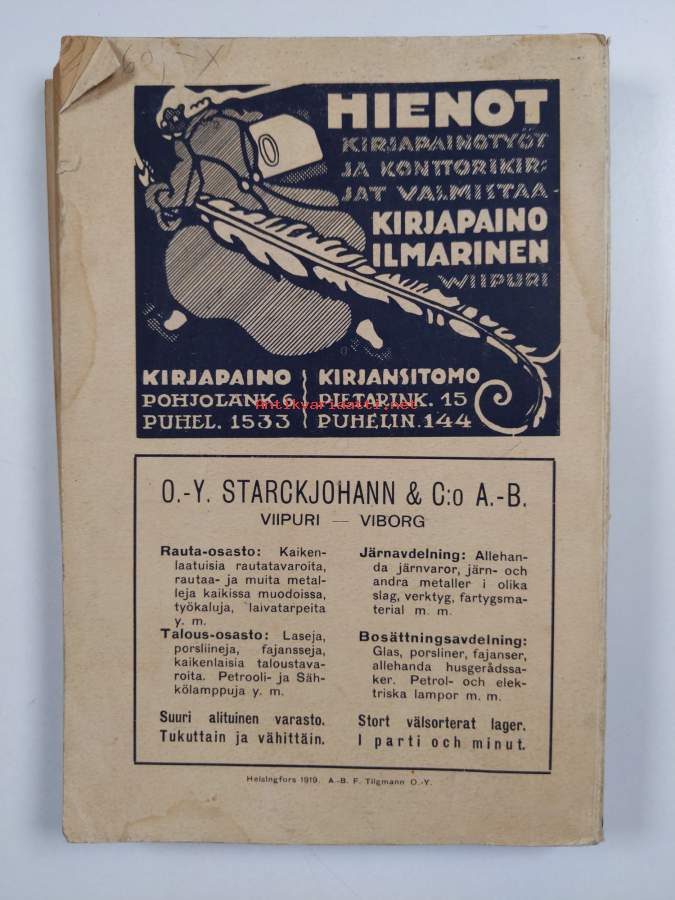 60,-x
HIENOT
KIRJAPAINOTYÖT
JA KONTTORIKIR=
JAT VALMISTAA
KIRJAPAINO
ILMARINEN
WIIPURI
KIRJAPAINO
POHJOLANK. 6
PUHEL. 1533
KIRJANSITOMO
PIETARINK. 15
PUHELIN. 144
Antikvariaatti.net
O.-Y. STARCKJOHANN & C:o A.-B.
VIIPURI — VIBORG
Rauta-osasto: Kaiken-
laatuisia rautatavaroita,
rautaa- ja muita metal-
leja kaikissa muodoissa,
työkaluja, laivatarpeita
y. m.
Talous-osasto: Laseja,
porsliineja, fajansseja,
kaikenlaisia taloustava-
roita. Petrooli- ja Säh-
kölamppuja y. m.
Suuri alituinen varasto.
Tukuttain ja vähittäin.
Järnavdelning: Allehan-
da järnvaror, järn- och
andra metaller i olika
slag, verktyg, fartygsma-
terial m. m.
Bosättningsavdelning:
Glas, porsliner, fajanser,
allehanda husgerådssa-
ker. Petrol- och elek-
triska lampor m. m.
Stort välsorterat lager.
I parti och minut.
Helsingfors 1919. A.-B. F. Tilgmann O.-Y.